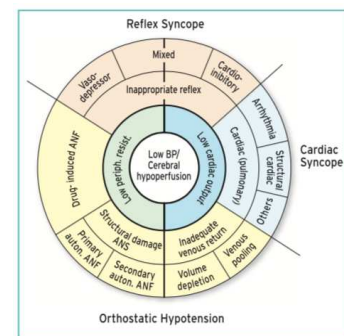 Reflex Syncope
Mixed
Vaso-
depressor
Cardio-
inibitory
Inappropriate reflex
Arrhythmia
Structural
cardiac
Others
Cardiac (pulmonary)
Cardiac
Syncope
Drug-induced ANF
Low periph. resist.
Low cardiac output
Low BP/
Cerebral
hypoperfusion
Structural damage
ANS
Inadequate
venous return
Primary
auton. ANF
Secondary
auton. ANF
Volume
depletion
Venous
pooling
Orthostatic Hypotension